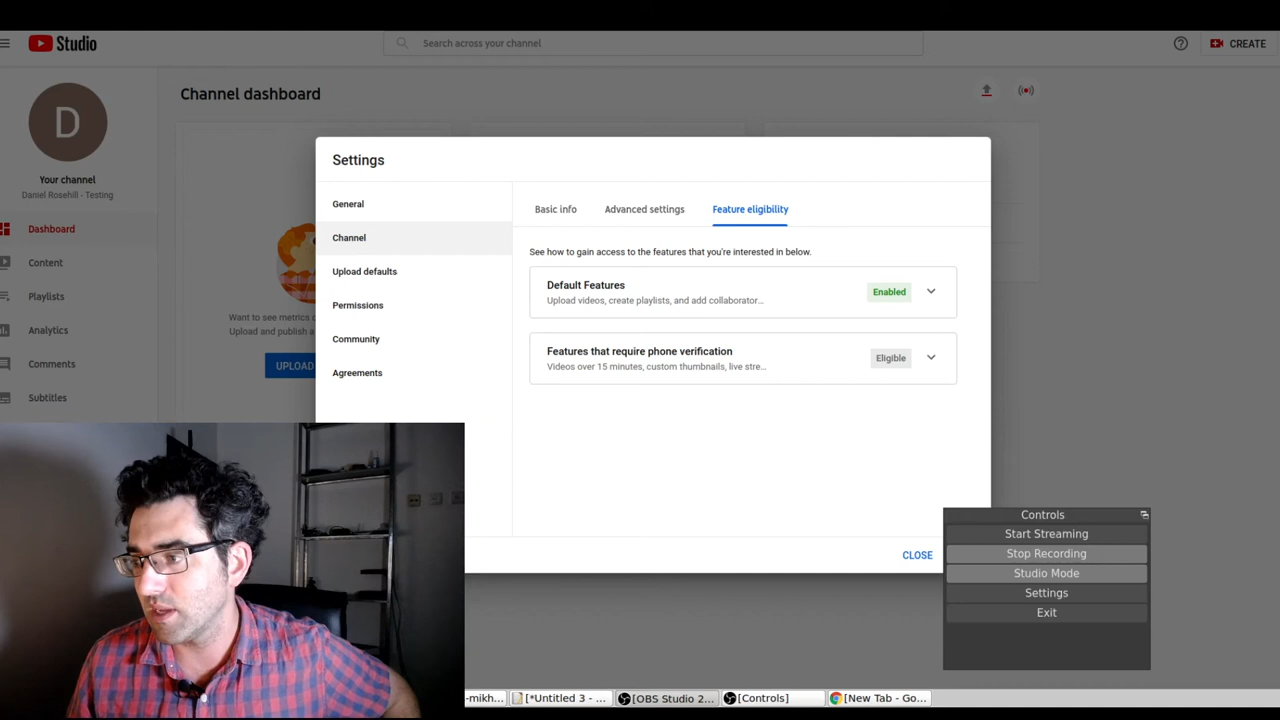 Studio
Search across your channel
CREATE
D
Channel dashboard
Your channel
Daniel Rosehill - Testing
Dashboard
Content
Playlists
Analytics
Comments
Subtitles
Want to see metrics
Upload and publish a
UPLOAD
Settings
General
Channel
Upload defaults
Permissions
Community
Agreements
Basic info
Advanced settings
Feature eligibility
See how to gain access to the features that you're interested in below.
Default Features
Upload videos, create playlists, and add collaborator...
Enabled
Features that require phone verification
Videos over 15 minutes, custom thumbnails, live stre...
Eligible
CLOSE
Controls
Start Streaming
Stop Recording
Studio Mode
Settings
Exit
-mikh...
[*Untitled 3 - ...
[OBS Studio 2...
[Controls]
[New Tab - Go...